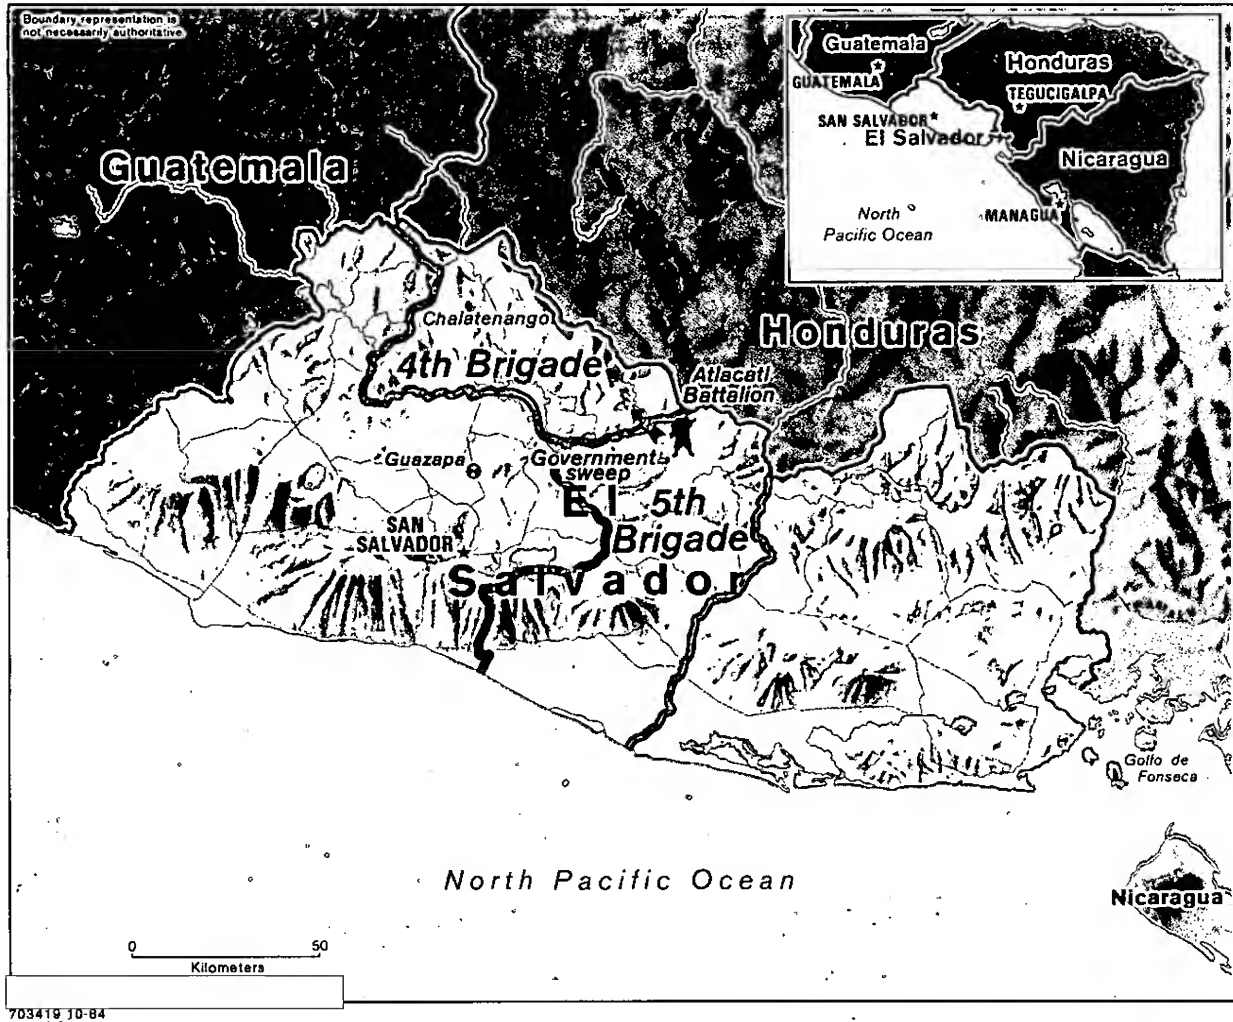 Boundary representation is
not necessarily authoritative.
Guatemala
GUATEMALA
Honduras
TEGUCIGALPA
SAN SALVADOR
El Salvador
Nicaragua
MANAGUA
North
Pacific Ocean
Guatemala
Honduras
Chalatenango
4th Brigade
Atlacatl
Battalion
Guazapa
Government
sweep
El
5th
Brigade
SAN
SALVADOR
Salvador
Golfo de
Fonseca
North Pacific Ocean
Nicaragua
0 50
Kilometers
703419 10-84